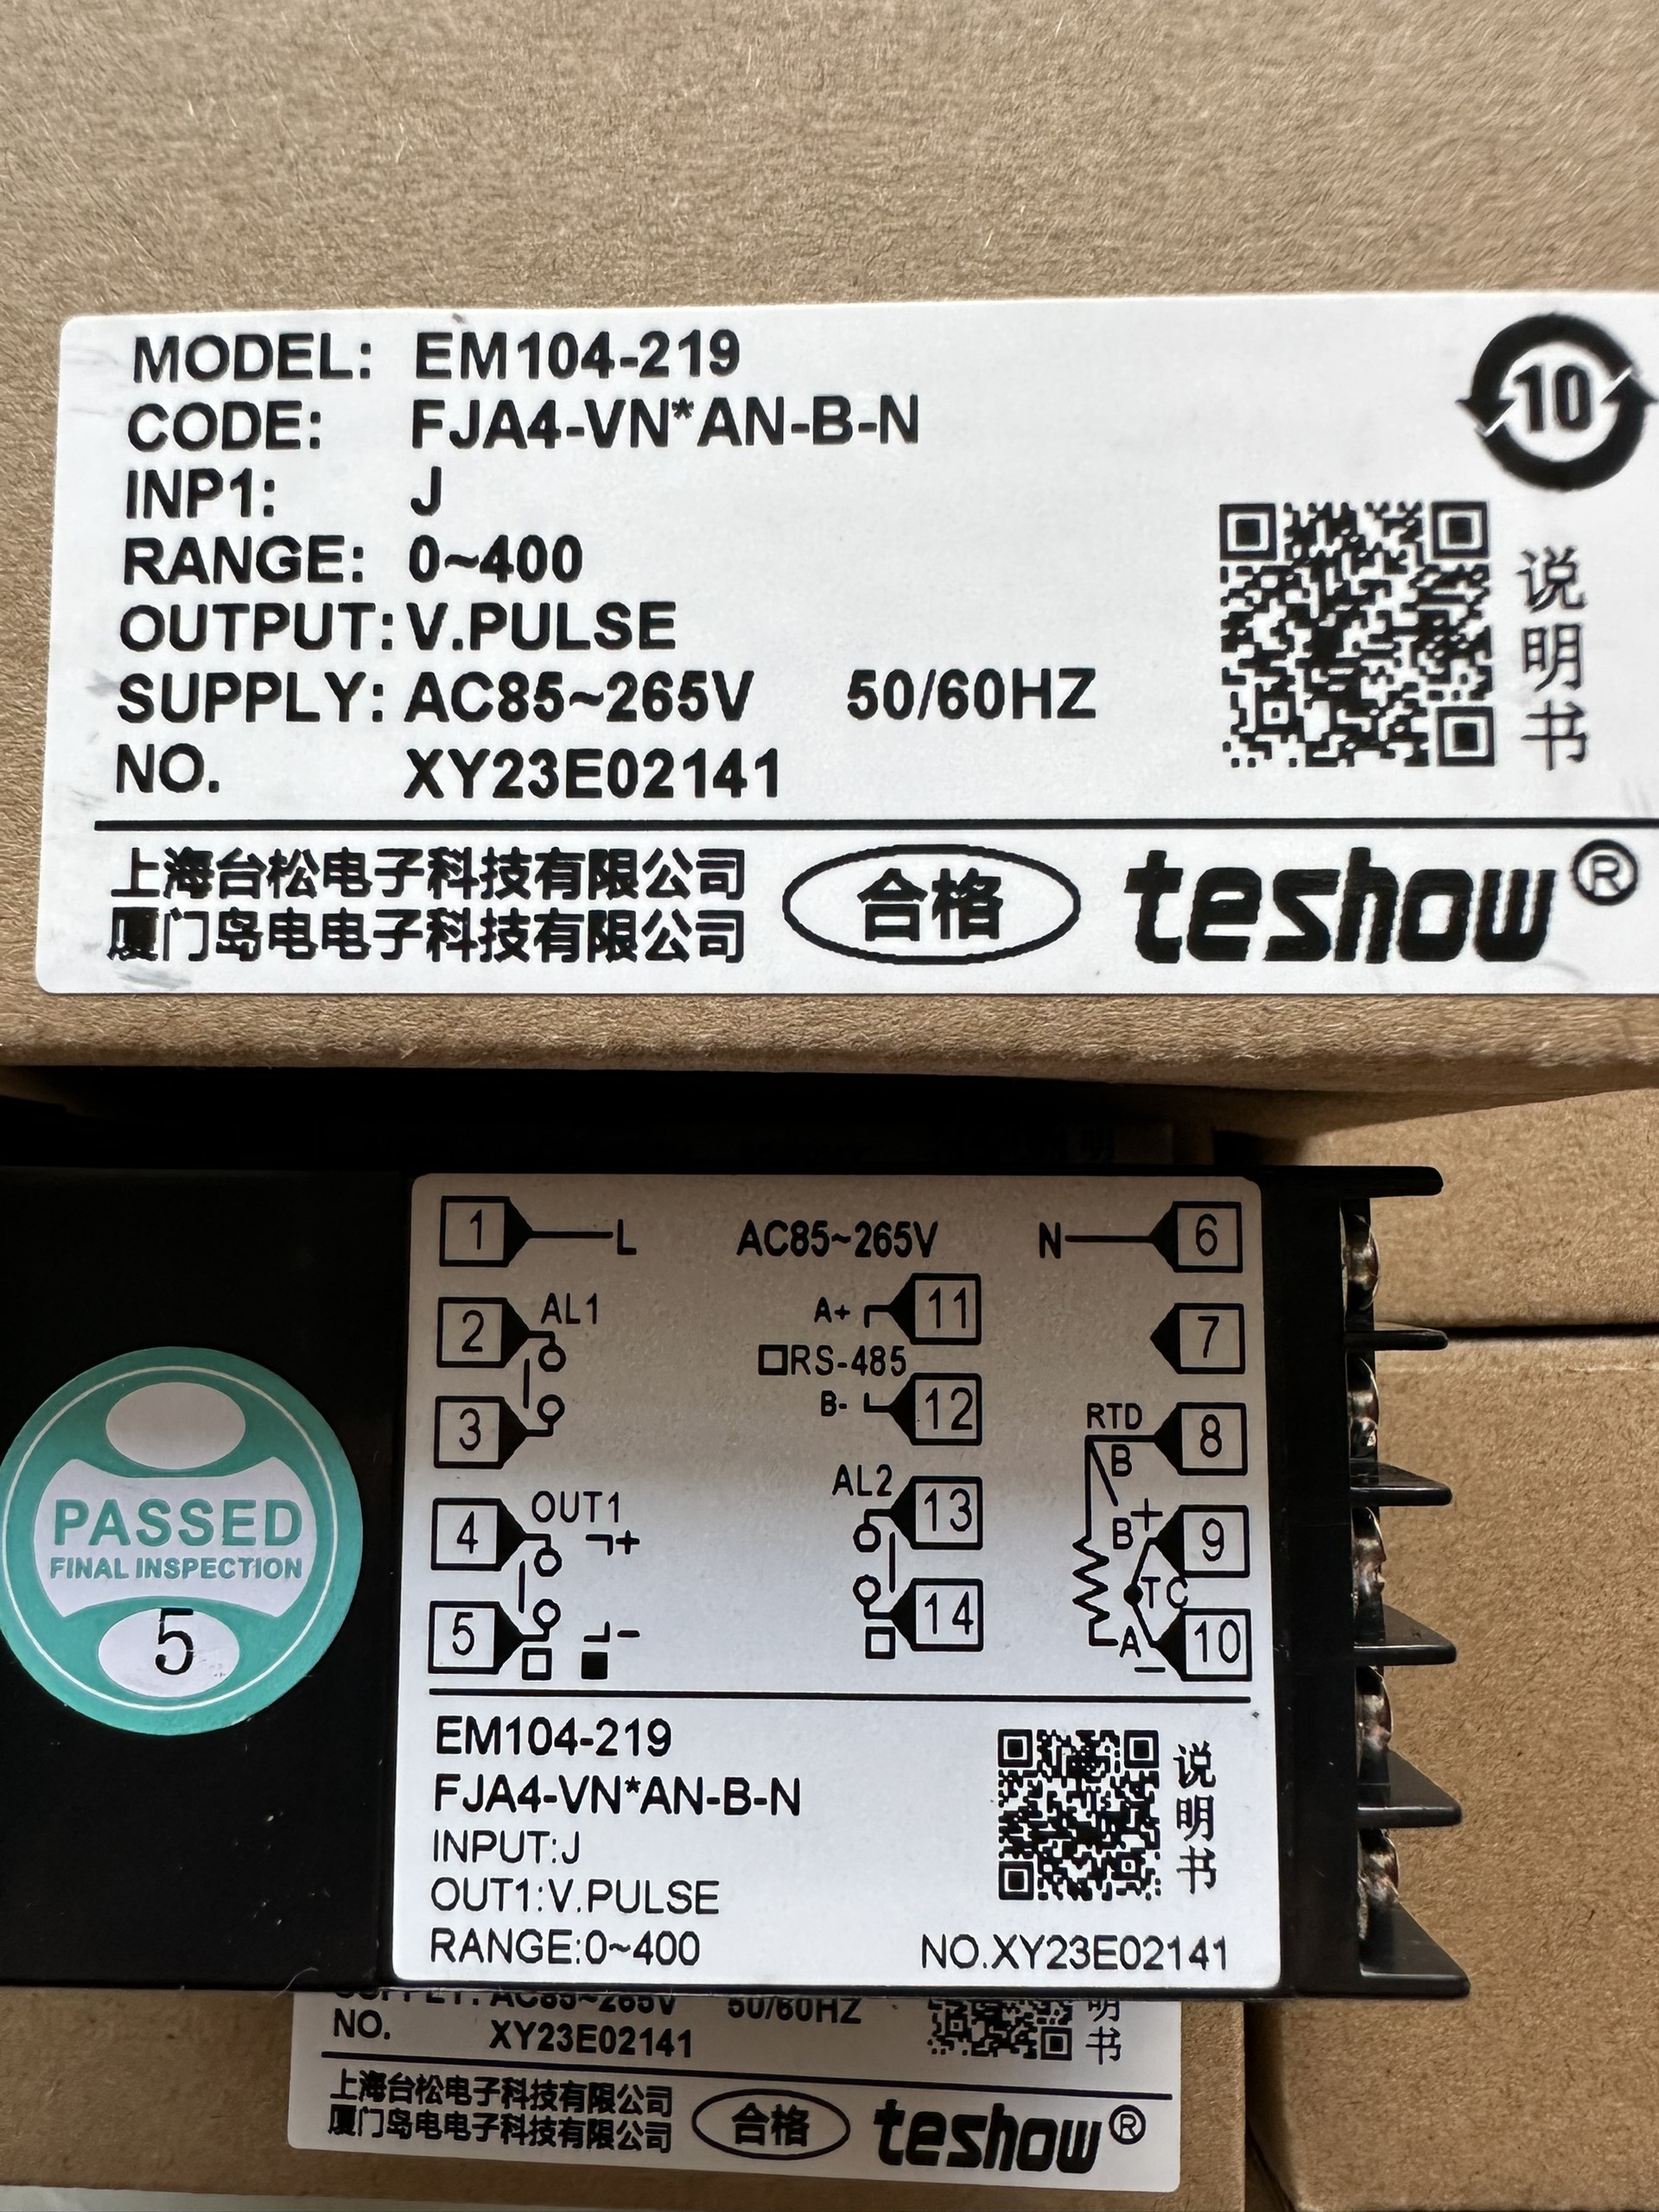 MODEL: EM104-219
CODE: FJA4-VN*AN-B-N
INP1: J
RANGE: 0~400
OUTPUT: V.PULSE
SUPPLY: AC85~265V 50/60HZ
NO. XY23E02141
10
说明书
上海台松电子科技有限公司
厦门岛电电子科技有限公司
合格
teshow®
1 L AC85~265V N 6
2 AL1 A+ 11 7
RS-485
3 B- 12 RTD 8
B
4 OUT1 + AL2 13 B + 9
TC
5 - 14 A - 10
EM104-219
FJA4-VN*AN-B-N
INPUT:J
OUT1:V.PULSE
RANGE:0~400 NO.XY23E02141
说明书
PASSED
FINAL INSPECTION
5
SUPPLY: AC85~265V 50/60HZ
NO. XY23E02141
明书
上海台松电子科技有限公司
厦门岛电电子科技有限公司
合格
teshow®